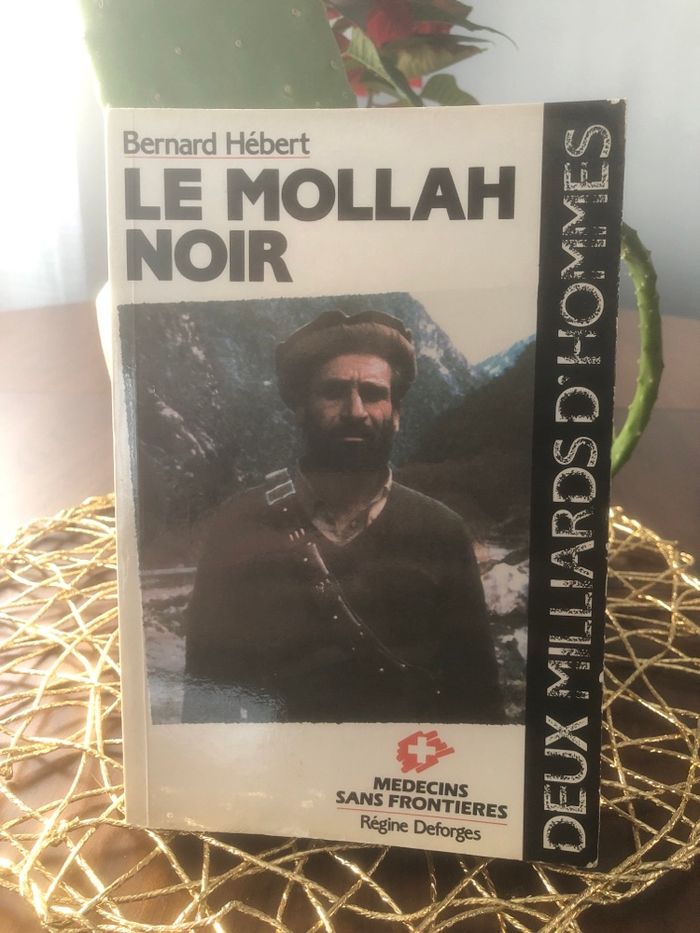 Bernard Hébert
LE MOLLAH
NOIR
DEUX MILLIARDS D'HOMMES
MEDECINS
SANS FRONTIERES
Régine Deforges